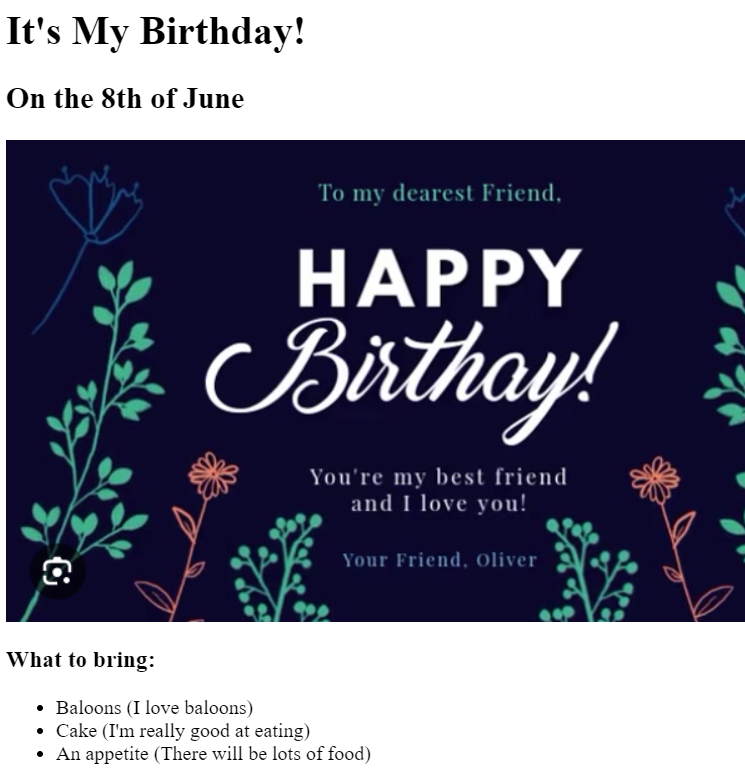 It's My Birthday!
On the 8th of June
To my dearest Friend,
HAPPY
Birthay!
You're my best friend
and I love you!
Your Friend, Oliver
What to bring:
Baloons (I love baloons)
Cake (I'm really good at eating)
An appetite (There will be lots of food)